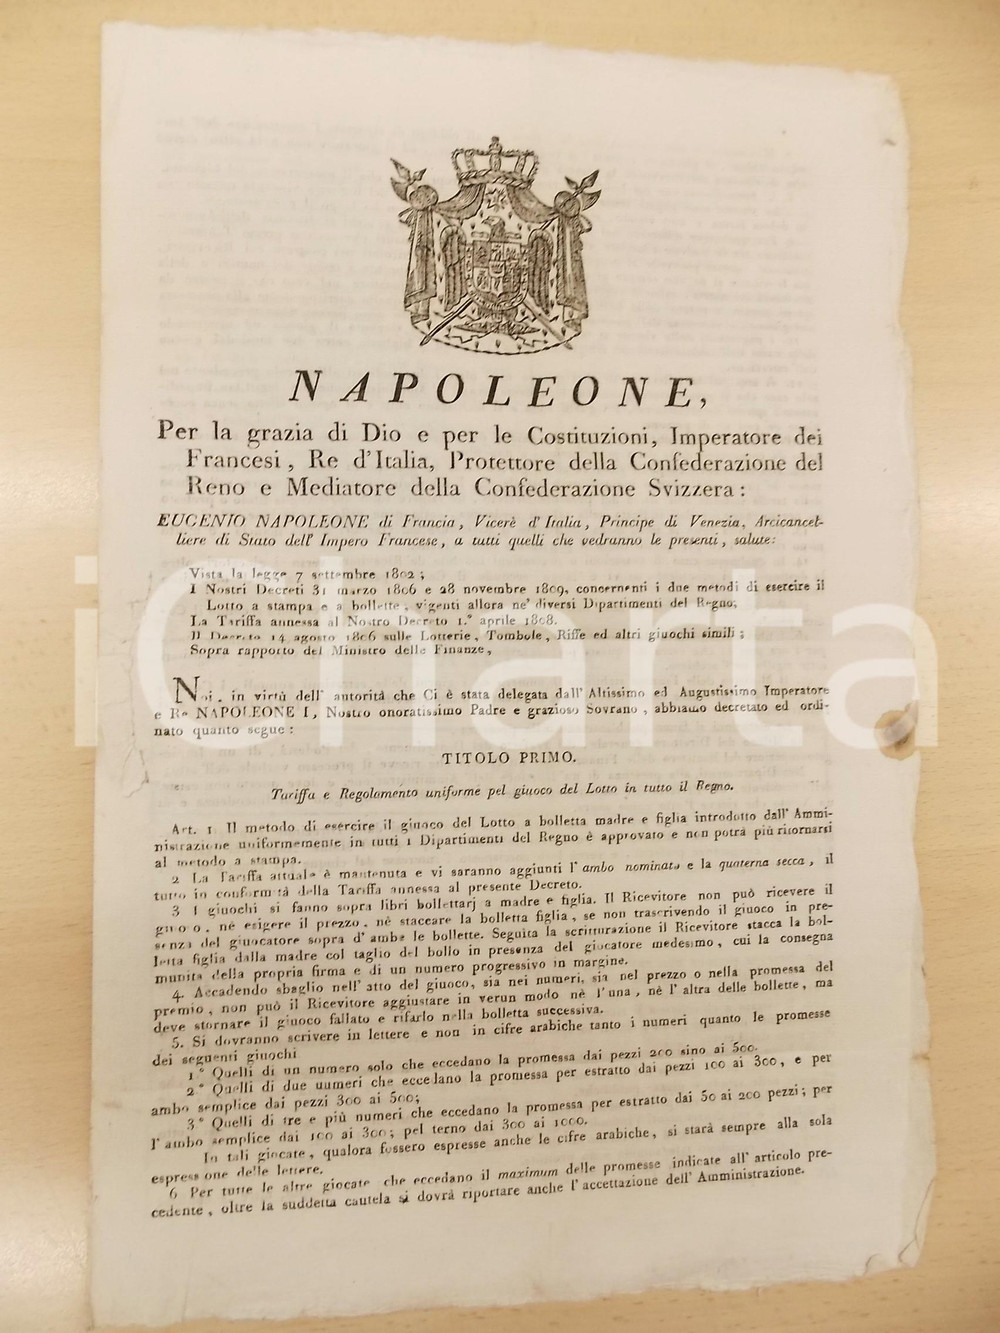 NAPOLEONE,
Per la grazia di Dio e per le Costituzioni, Imperatore dei
Francesi, Re d'Italia, Protettore della Confederazione del
Reno e Mediatore della Confederazione Svizzera:
EUGENIO NAPOLEONE di Francia, Vicerè d'Italia, Principe di Venezia, Arcicancel-
liere di Stato dell'Impero Francese, a tutti quelli che vedranno le presenti, salute:
Vista la legge 7 settembre 1802;
I Nostri Decreti 31 marzo 1806 e 28 novembre 1809, concernenti i due metodi di esercire il
Lotto a stampa e a bollette, vigenti allora ne' diversi Dipartimenti del Regno;
La Tariffa annessa al Nostro Decreto 1.° aprile 1808.
Il Decreto 14 agosto 1806 sulle Lotterie, Tombole, Riffe ed altri giuochi simili;
Sopra rapporto del Ministro delle Finanze,
Noi, in virtù dell' autorità che Ci è stata delegata dall' Altissimo ed Augustissimo Imperatore
e Re NAPOLEONE I, Nostro onoratissimo Padre e grazioso Sovrano, abbiamo decretato ed ordi-
nato quanto segue:
TITOLO PRIMO.
Tariffa e Regolamento uniforme pel giuoco del Lotto in tutto il Regno.
Art. 1 Il metodo di esercire il giuoco del Lotto a bolletta madre e figlia introdotto dall' Ammi-
nistrazione uniformemente in tutti i Dipartimenti del Regno è approvato e non potrà più ritornarsi
al metodo a stampa.
2 La Tariffa attuale è mantenuta e vi saranno aggiunti l' ambo nominato e la quaterna secca, il
tutto in conformità della Tariffa annessa al presente Decreto.
3 I giuochi si fanno sopra libri bollettarj a madre e figlia. Il Ricevitore non può ricevere il
giuoco, nè esigere il prezzo, nè staccare la bolletta figlia, se non trascrivendo il giuoco in pre-
senza del giuocatore sopra d' ambe le bollette. Seguita la scritturazione il Ricevitore stacca la bol-
letta figlia dalla madre col taglio del bollo in presenza del giocatore medesimo, cui la consegna
munita della propria firma e di un numero progressivo in margine.
4. Accadendo sbaglio nell' atto del giuoco, sia nei numeri, sia nel prezzo o nella promessa del
premio, non può il Ricevitore aggiustare in verun modo nè l' una, nè l' altra delle bollette, ma
deve stornare il giuoco fallato e rifarlo nella bolletta successiva.
5. Si dovranno scrivere in lettere e non in cifre arabiche tanto i numeri quanto le promesse
dei seguenti giuochi
1.° Quelli di un numero solo che eccedano la promessa dai pezzi 200 sino ai 500.
2.° Quelli di due numeri che eccedano la promessa per estratto dai pezzi 100 ai 300, e per
ambo semplice dai pezzi 300 ai 500;
3.° Quelli di tre e più numeri che eccedano la promessa per estratto dai 50 ai 200 pezzi; per
l' ambo semplice dai 100 ai 300; pel terno dai 300 ai 1000.
In tali giocate, qualora fossero espresse anche le cifre arabiche, si starà sempre alla sola
espressione delle lettere.
6 Per tutte le altre giocate che eccedano il maximum delle promesse indicate all' articolo pre-
cedente, oltre la suddetta cautela si dovrà riportare anche l' accettazione dell' Amministrazione.
iCharta